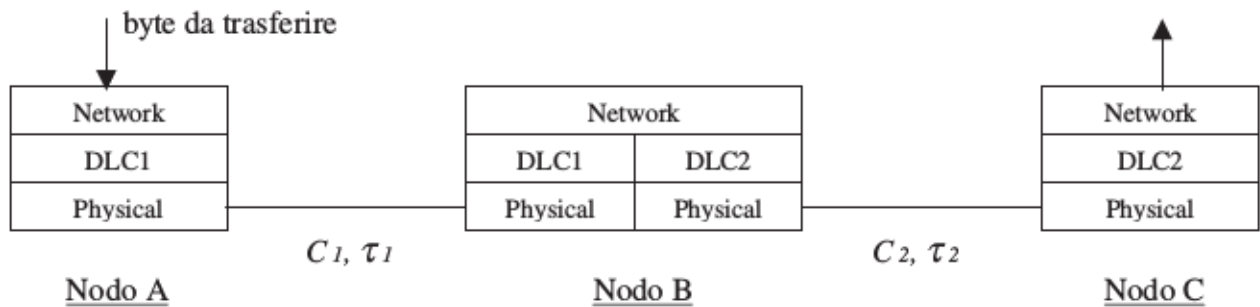 byte da trasferire
Network Network Network
DLC1 DLC1 DLC2 DLC2
Physical Physical Physical Physical
C1, τ1 C2, τ2
Nodo A Nodo B Nodo C